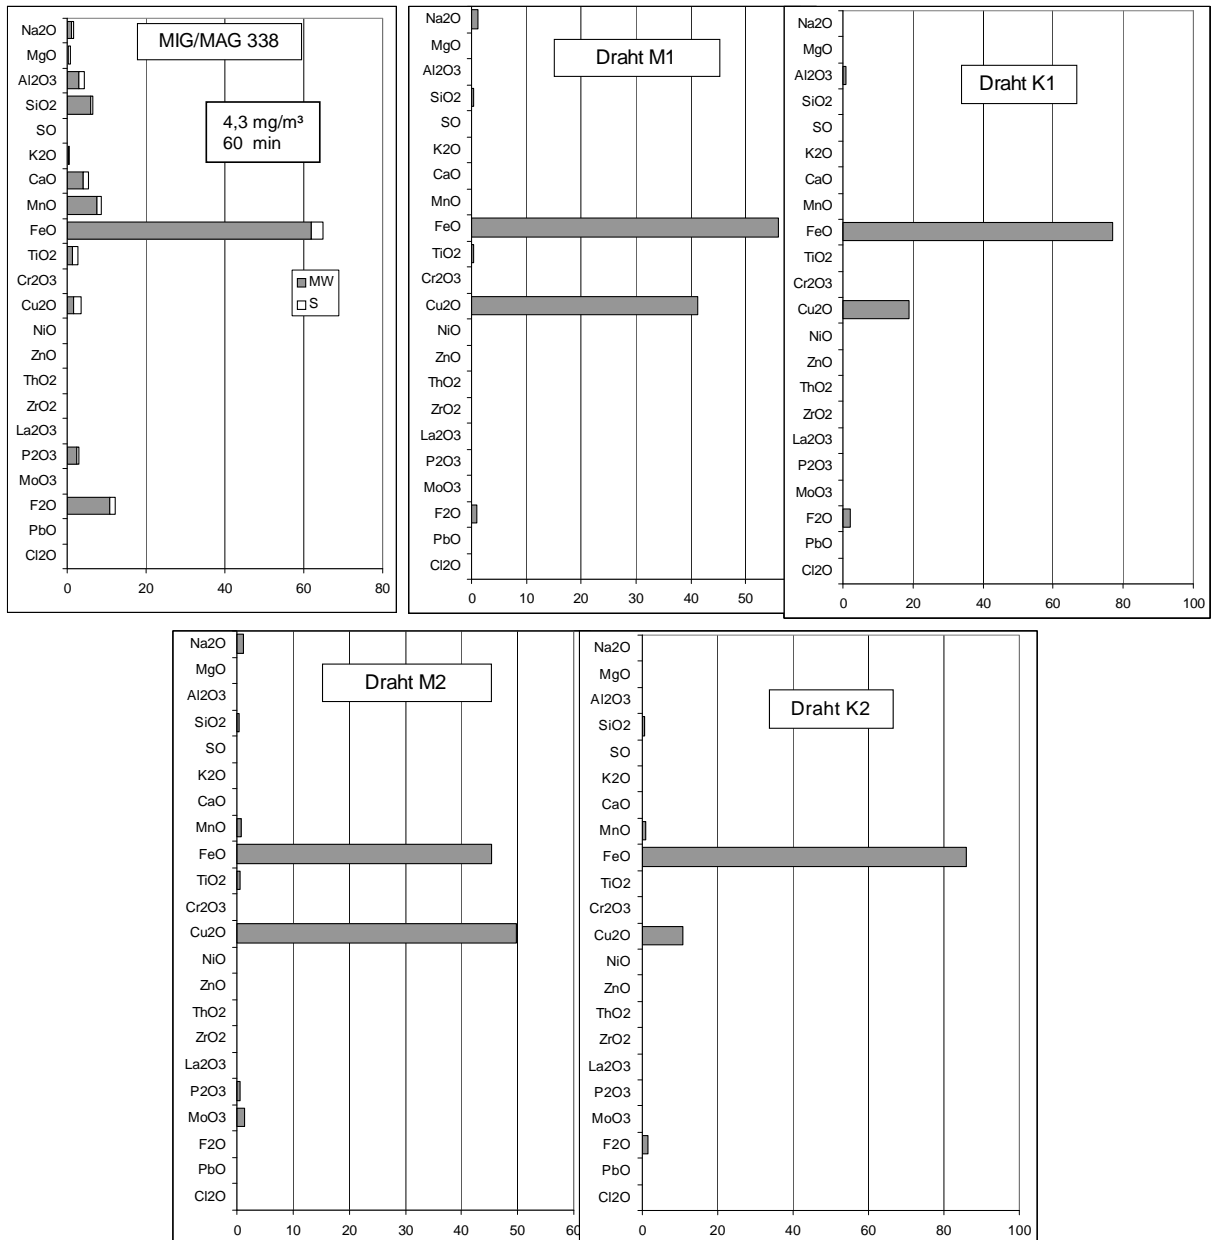 MIG/MAG 338
4,3 mg/m³
60 min
Na2O
MgO
Al2O3
SiO2
SO
K2O
CaO
MnO
FeO
TiO2
Cr2O3
Cu2O
NiO
ZnO
ThO2
ZrO2
La2O3
P2O3
MoO3
F2O
PbO
Cl2O
MW
S
0 20 40 60 80
Draht M1
Na2O
MgO
Al2O3
SiO2
SO
K2O
CaO
MnO
FeO
TiO2
Cr2O3
Cu2O
NiO
ZnO
ThO2
ZrO2
La2O3
P2O3
MoO3
F2O
PbO
Cl2O
0 10 20 30 40 50
Draht K1
Na2O
MgO
Al2O3
SiO2
SO
K2O
CaO
MnO
FeO
TiO2
Cr2O3
Cu2O
NiO
ZnO
ThO2
ZrO2
La2O3
P2O3
MoO3
F2O
PbO
Cl2O
0 20 40 60 80 100
Draht M2
Na2O
MgO
Al2O3
SiO2
SO
K2O
CaO
MnO
FeO
TiO2
Cr2O3
Cu2O
NiO
ZnO
ThO2
ZrO2
La2O3
P2O3
MoO3
F2O
PbO
Cl2O
0 10 20 30 40 50 60
Draht K2
Na2O
MgO
Al2O3
SiO2
SO
K2O
CaO
MnO
FeO
TiO2
Cr2O3
Cu2O
NiO
ZnO
ThO2
ZrO2
La2O3
P2O3
MoO3
F2O
PbO
Cl2O
0 20 40 60 80 100